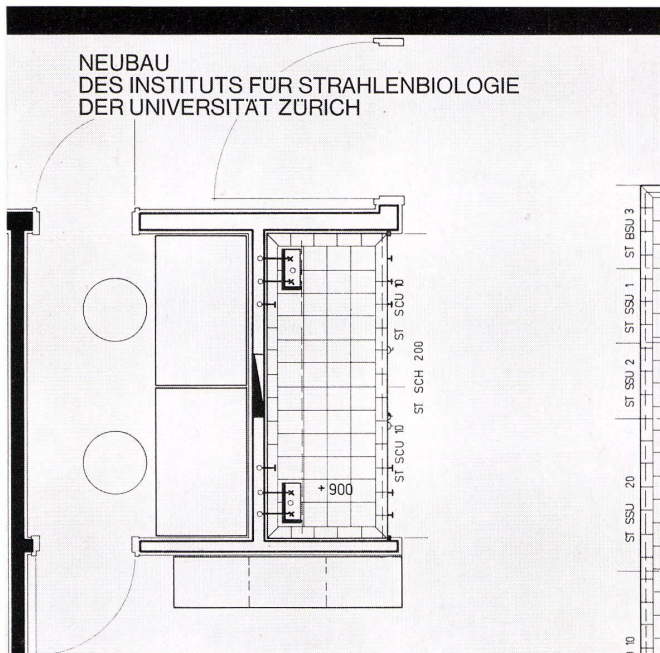 NEUBAU
DES INSTITUTS FÜR STRAHLENBIOLOGIE
DER UNIVERSITÄT ZÜRICH
ST SCU 10
ST SCH 200
ST SCU 10
+900
ST BSU 3
ST SSU 1
ST SSU 2
ST SSU 20